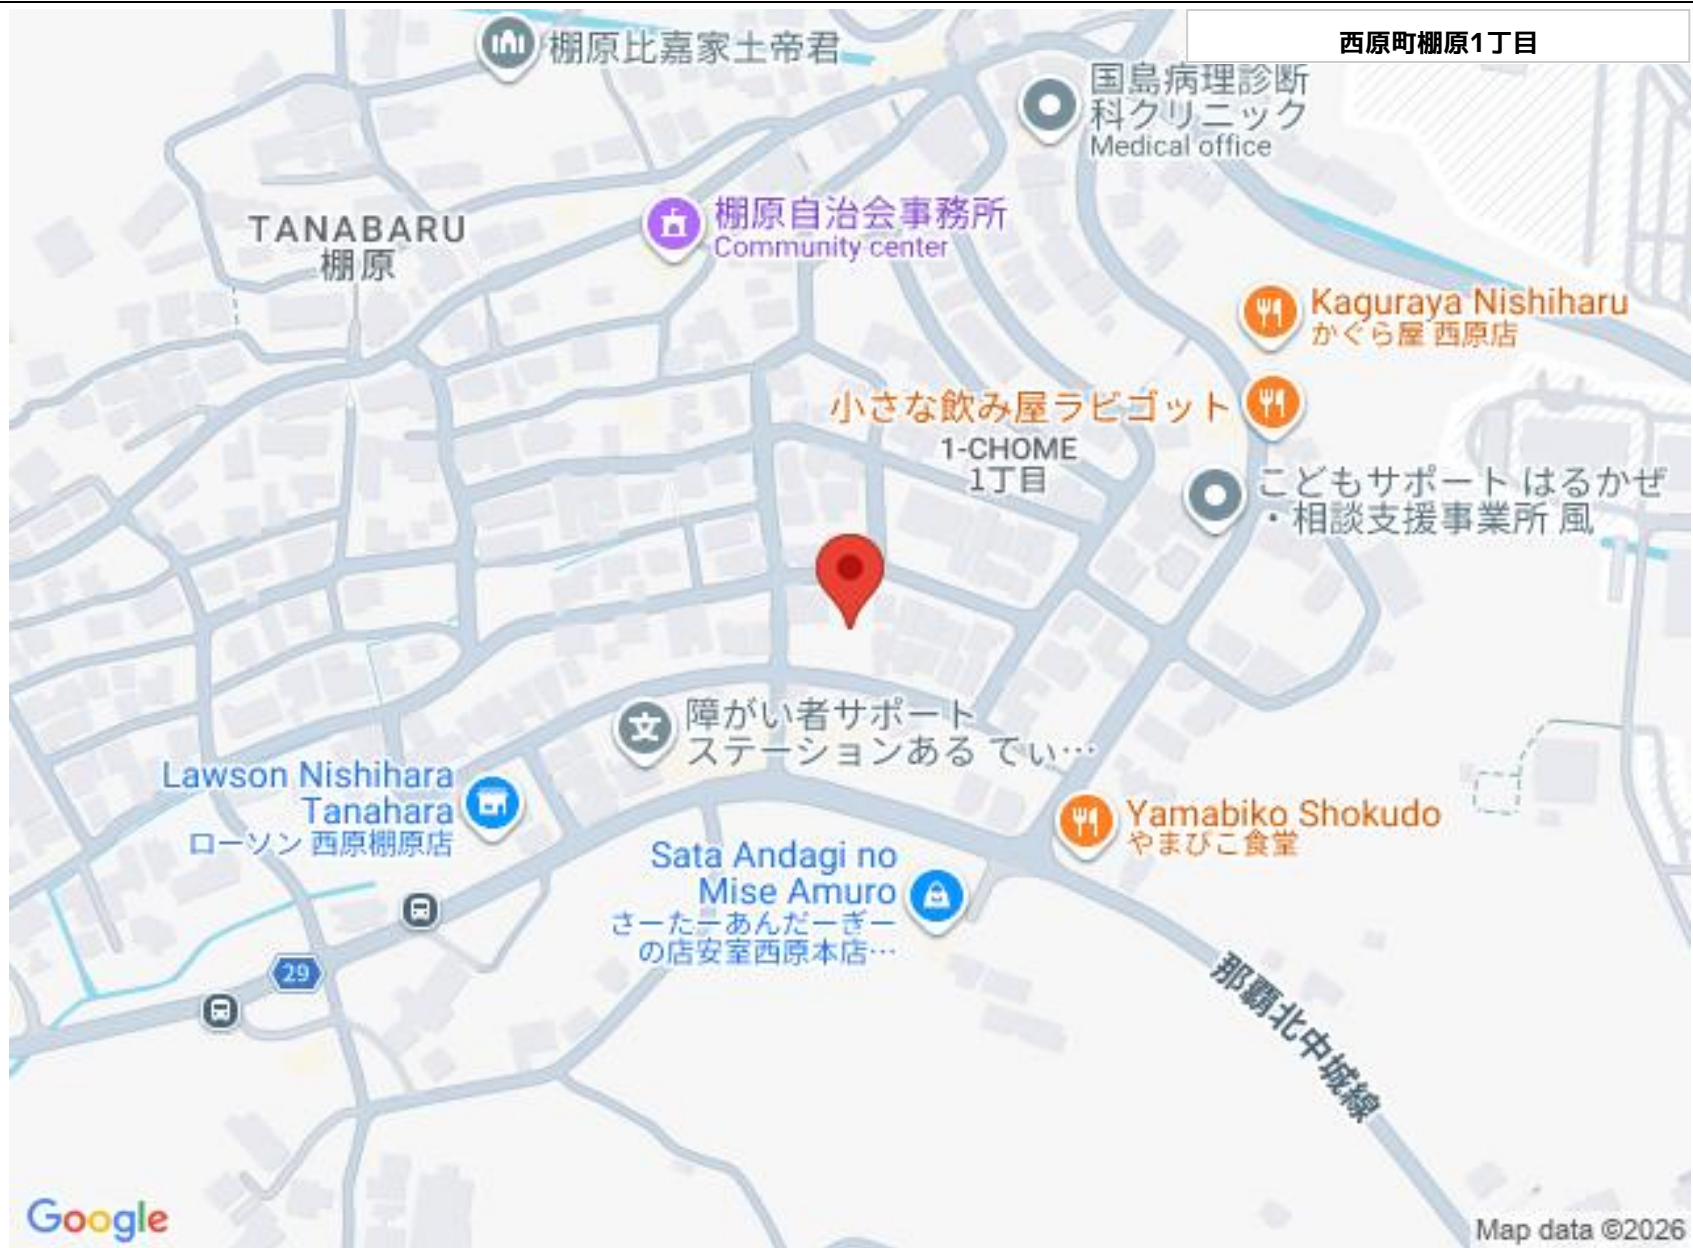 西原町棚原1丁目
棚原比嘉家土帝君
国島病理診断
科クリニック
Medical office
TANABARU
棚原
棚原自治会事務所
Community center
Kaguraya Nishiharu
かぐら屋 西原店
小さな飲み屋ラビゴット
1-CHOME
1丁目
こどもサポート はるかぜ
・相談支援事業所 風
障がい者サポート
ステーションある てぃ…
Lawson Nishihara
Tanahara
ローソン 西原棚原店
Yamabiko Shokudo
やまびこ食堂
Sata Andagi no
Mise Amuro
さーたーあんだーぎー
の店安室西原本店…
29
那覇北中城線
Google
Map data ©2026